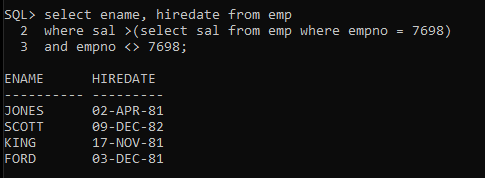 SQL> select ename, hiredate from emp
  2  where sal >(select sal from emp where empno = 7698)
  3  and empno <> 7698;
ENAME      HIREDATE
---------- ---------
JONES      02-APR-81
SCOTT      09-DEC-82
KING       17-NOV-81
FORD       03-DEC-81